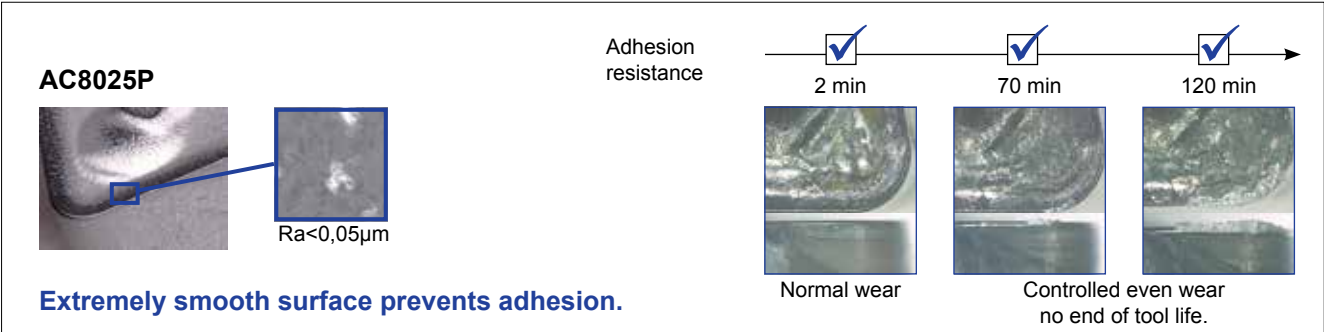 AC8025P
Ra<0,05µm
Extremely smooth surface prevents adhesion.
Adhesion
resistance
2 min
70 min
120 min
Normal wear
Controlled even wear
no end of tool life.